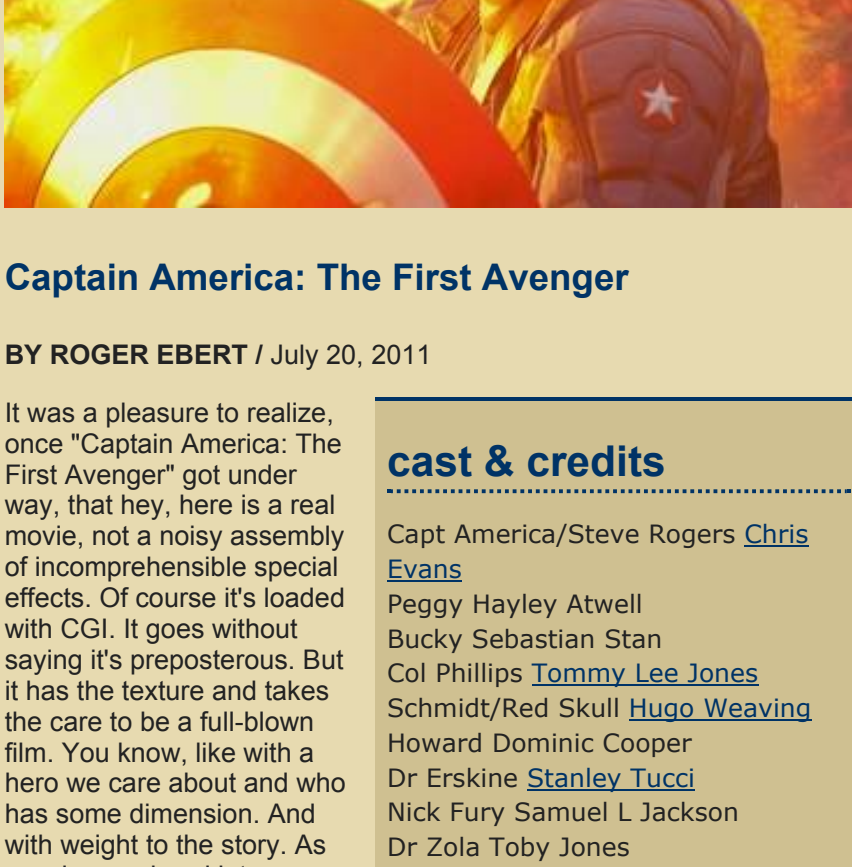 Captain America: The First Avenger
BY ROGER EBERT / July 20, 2011
It was a pleasure to realize,
once "Captain America: The
First Avenger" got under
way, that hey, here is a real
movie, not a noisy assembly
of incomprehensible special
effects. Of course it's loaded
with CGI. It goes without
saying it's preposterous. But
it has the texture and takes
the care to be a full-blown
film. You know, like with a
hero we care about and who
has some dimension. And
with weight to the story. As
cast & credits
Capt America/Steve Rogers Chris
Evans
Peggy Hayley Atwell
Bucky Sebastian Stan
Col Phillips Tommy Lee Jones
Schmidt/Red Skull Hugo Weaving
Howard Dominic Cooper
Dr Erskine Stanley Tucci
Nick Fury Samuel L Jackson
Dr Zola Toby Jones